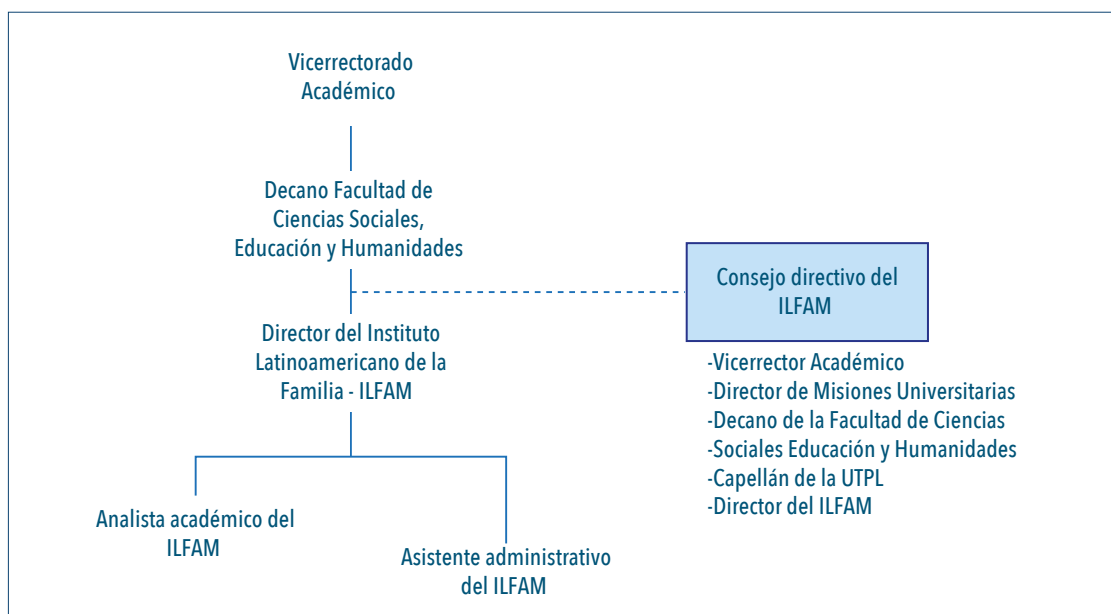 Vicerrectorado
Académico
Decano Facultad de
Ciencias Sociales,
Educación y Humanidades
Consejo directivo del
ILFAM
Director del Instituto
Latinoamericano de la
Familia - ILFAM
-Vicerrector Académico
-Director de Misiones Universitarias
-Decano de la Facultad de Ciencias
-Sociales Educación y Humanidades
-Capellán de la UTPL
-Director del ILFAM
Analista académico del
ILFAM
Asistente administrativo
del ILFAM